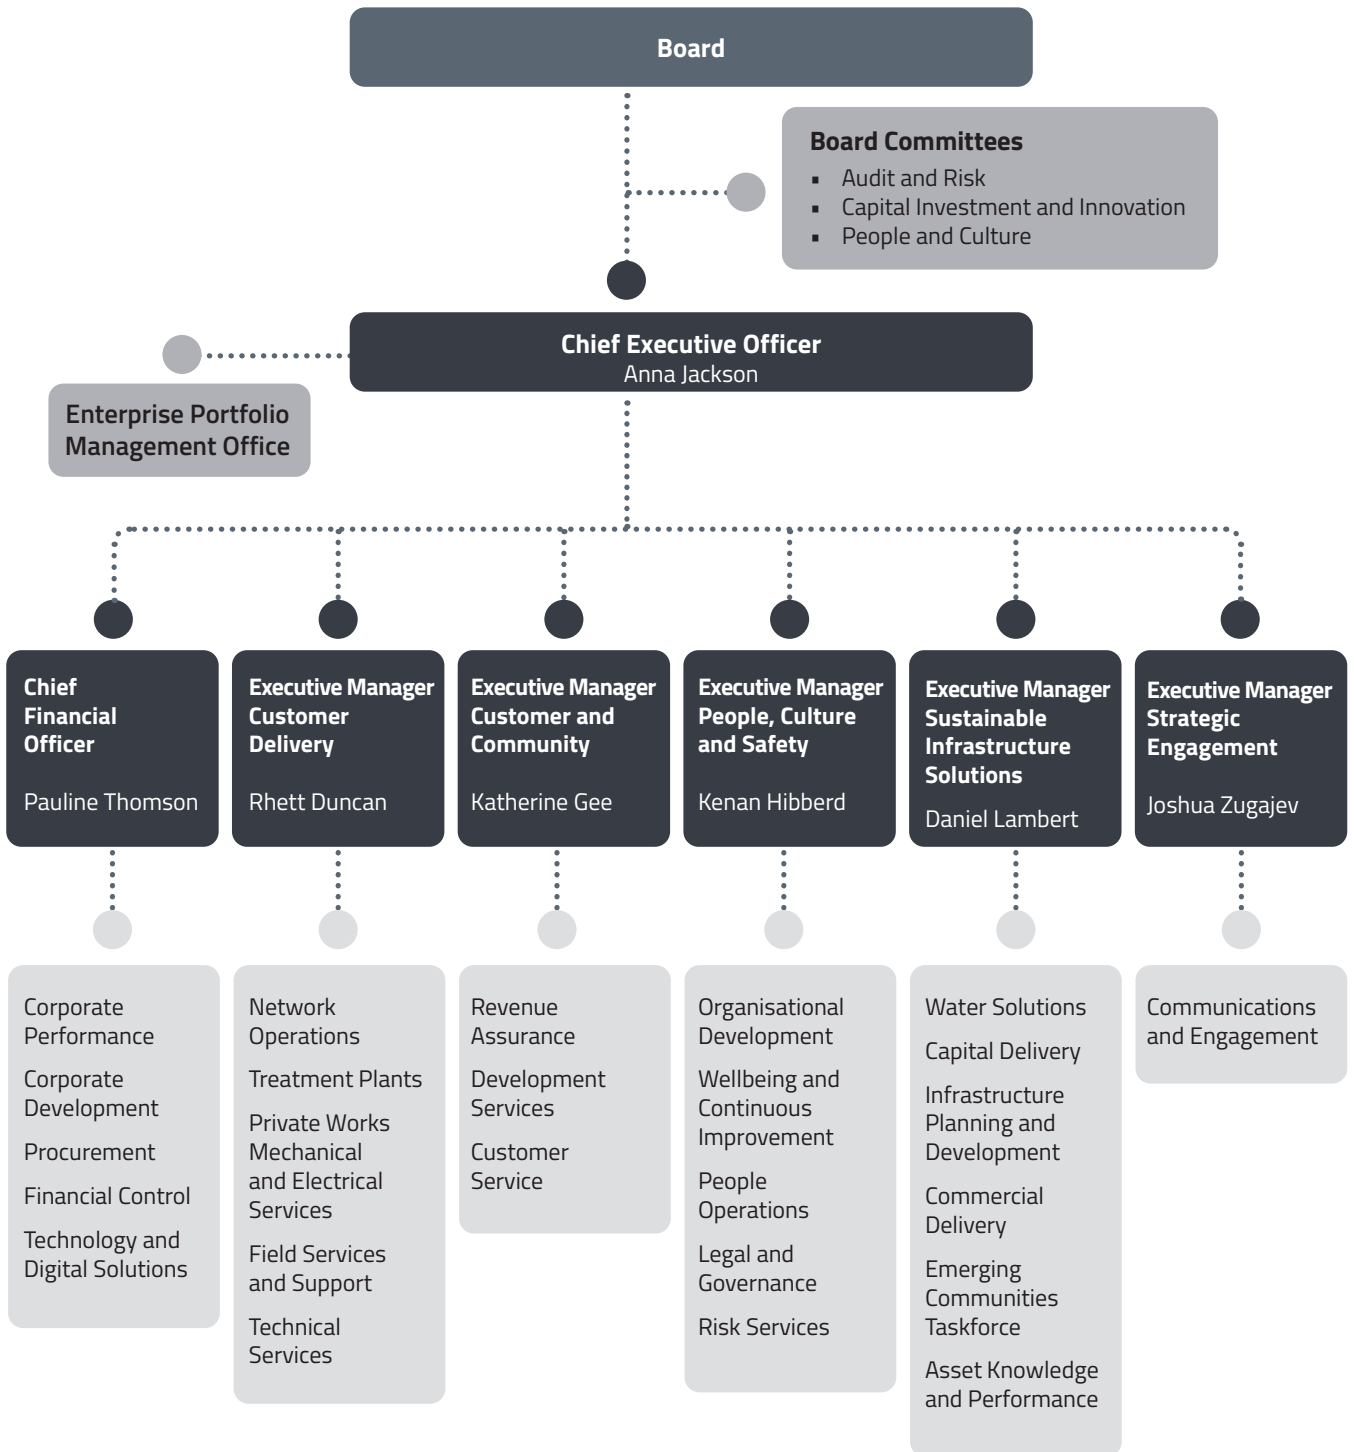 Board
Board Committees
▪ Audit and Risk
▪ Capital Investment and Innovation
▪ People and Culture
Chief Executive Officer
Anna Jackson
Enterprise Portfolio
Management Office
Chief
Financial
Officer
Pauline Thomson
Executive Manager
Customer
Delivery
Rhett Duncan
Executive Manager
Customer and
Community
Katherine Gee
Executive Manager
People, Culture
and Safety
Kenan Hibberd
Executive Manager
Sustainable
Infrastructure
Solutions
Daniel Lambert
Executive Manager
Strategic
Engagement
Joshua Zugajev
Corporate
Performance
Corporate
Development
Procurement
Financial Control
Technology and
Digital Solutions
Network
Operations
Treatment Plants
Private Works
Mechanical
and Electrical
Services
Field Services
and Support
Technical
Services
Revenue
Assurance
Development
Services
Customer
Service
Organisational
Development
Wellbeing and
Continuous
Improvement
People
Operations
Legal and
Governance
Risk Services
Water Solutions
Capital Delivery
Infrastructure
Planning and
Development
Commercial
Delivery
Emerging
Communities
Taskforce
Asset Knowledge
and Performance
Communications
and Engagement